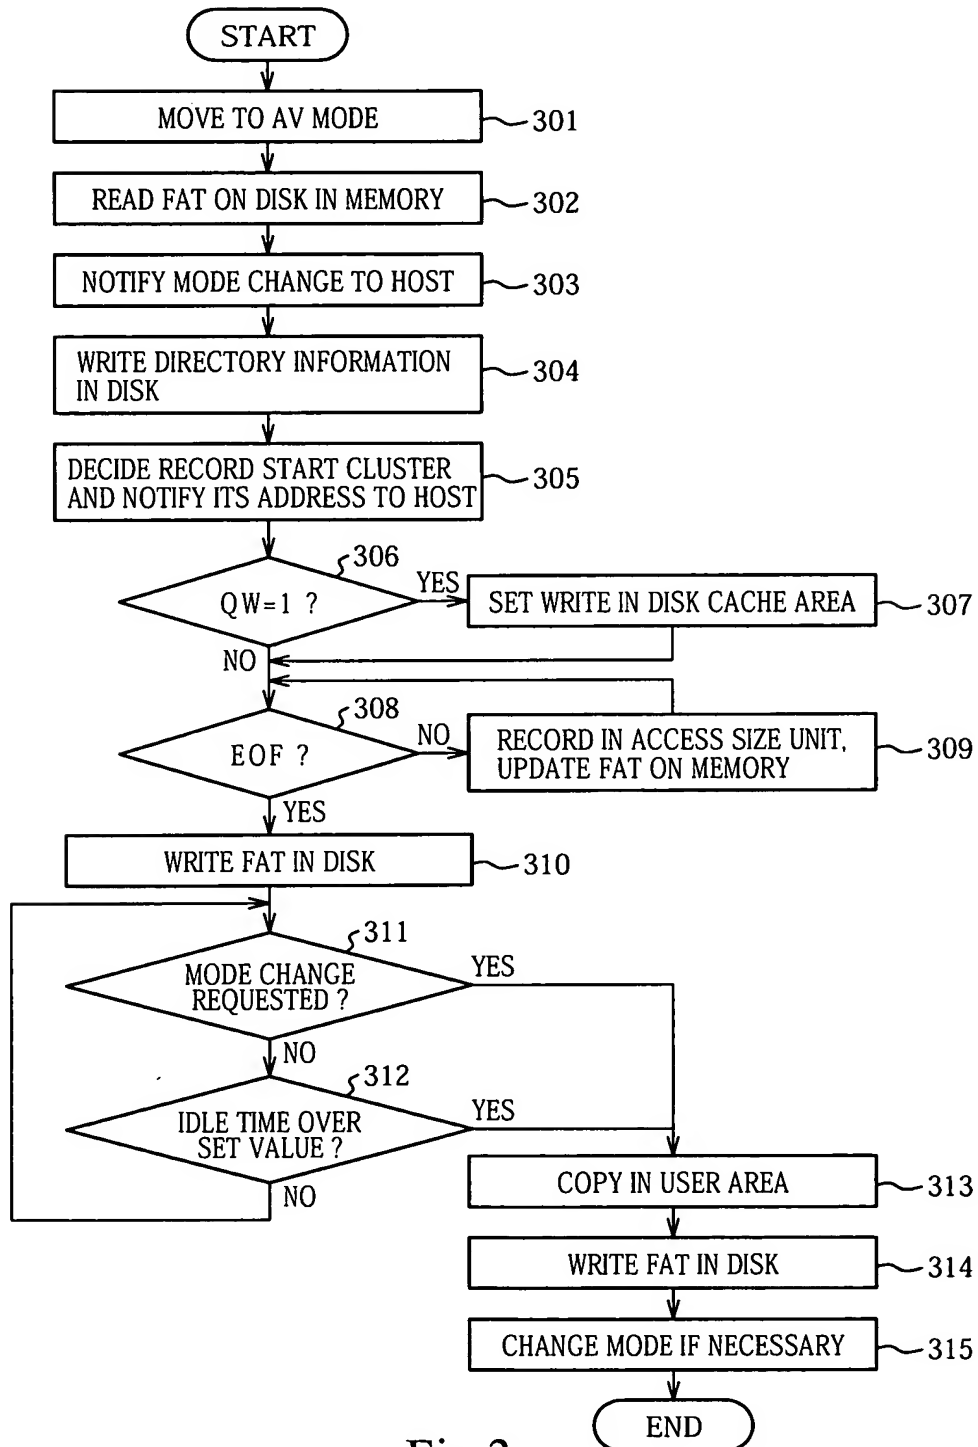 START
MOVE TO AV MODE
301
READ FAT ON DISK IN MEMORY
302
NOTIFY MODE CHANGE TO HOST
303
WRITE DIRECTORY INFORMATION
IN DISK
304
DECIDE RECORD START CLUSTER
AND NOTIFY ITS ADDRESS TO HOST
305
306
QW=1 ?
YES
SET WRITE IN DISK CACHE AREA
307
NO
308
EOF ?
NO
RECORD IN ACCESS SIZE UNIT,
UPDATE FAT ON MEMORY
309
YES
WRITE FAT IN DISK
310
311
MODE CHANGE
REQUESTED ?
YES
NO
312
IDLE TIME OVER
SET VALUE ?
YES
NO
COPY IN USER AREA
313
WRITE FAT IN DISK
314
CHANGE MODE IF NECESSARY
315
END